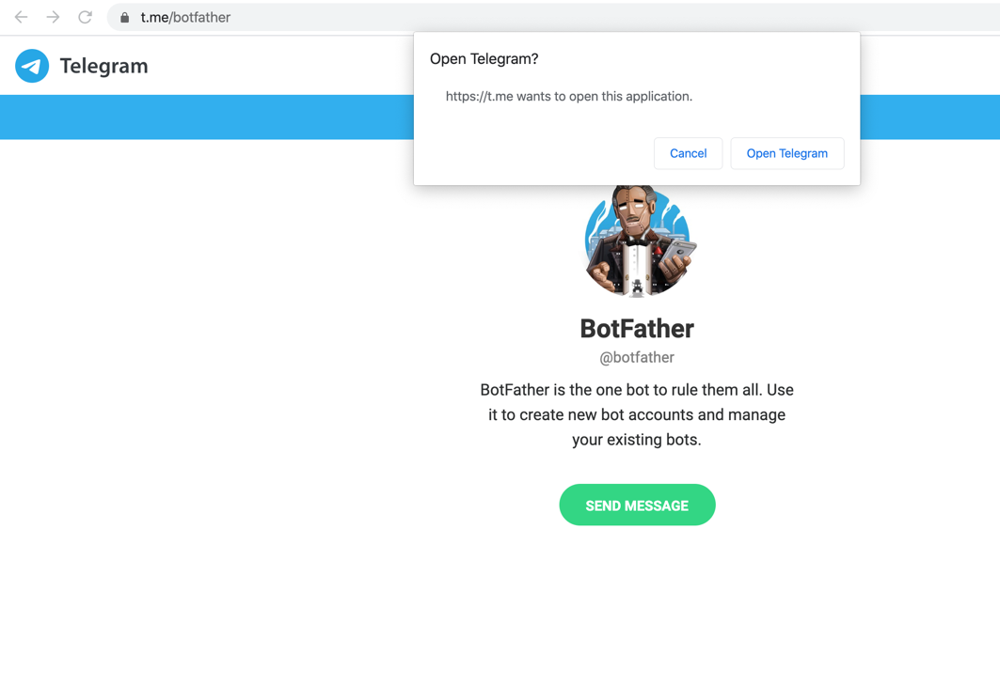 t.me/botfather
Telegram
Open Telegram?
https://t.me wants to open this application.
Cancel
Open Telegram
BotFather
@botfather
BotFather is the one bot to rule them all. Use
it to create new bot accounts and manage
your existing bots.
SEND MESSAGE